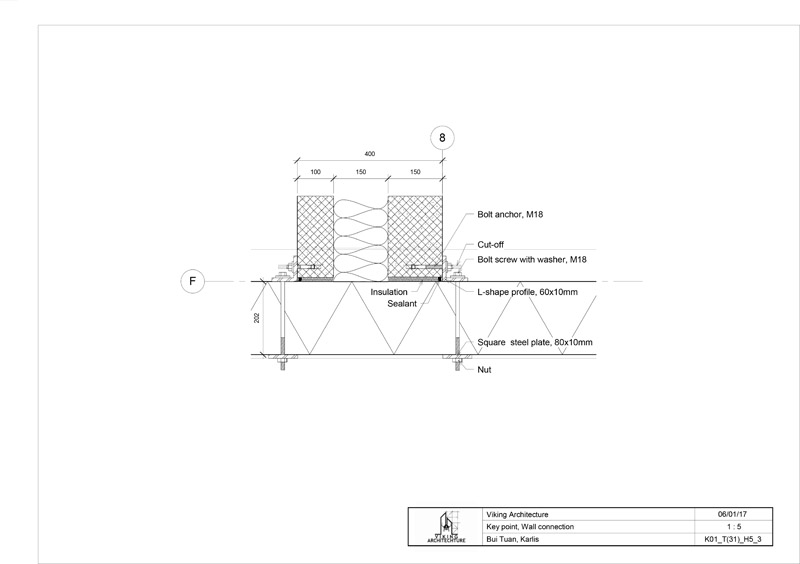 8
400
100 150 150
Bolt anchor, M18
Cut-off
Bolt screw with washer, M18
F
Insulation
L-shape profile, 60x10mm
Sealant
202
Square steel plate, 80x10mm
Nut
Viking Architecture 06/01/17
Key point, Wall connection 1 : 5
Bui Tuan, Karlis K01_T(31)_H5_3
VIKING
ARCHITECHTURE